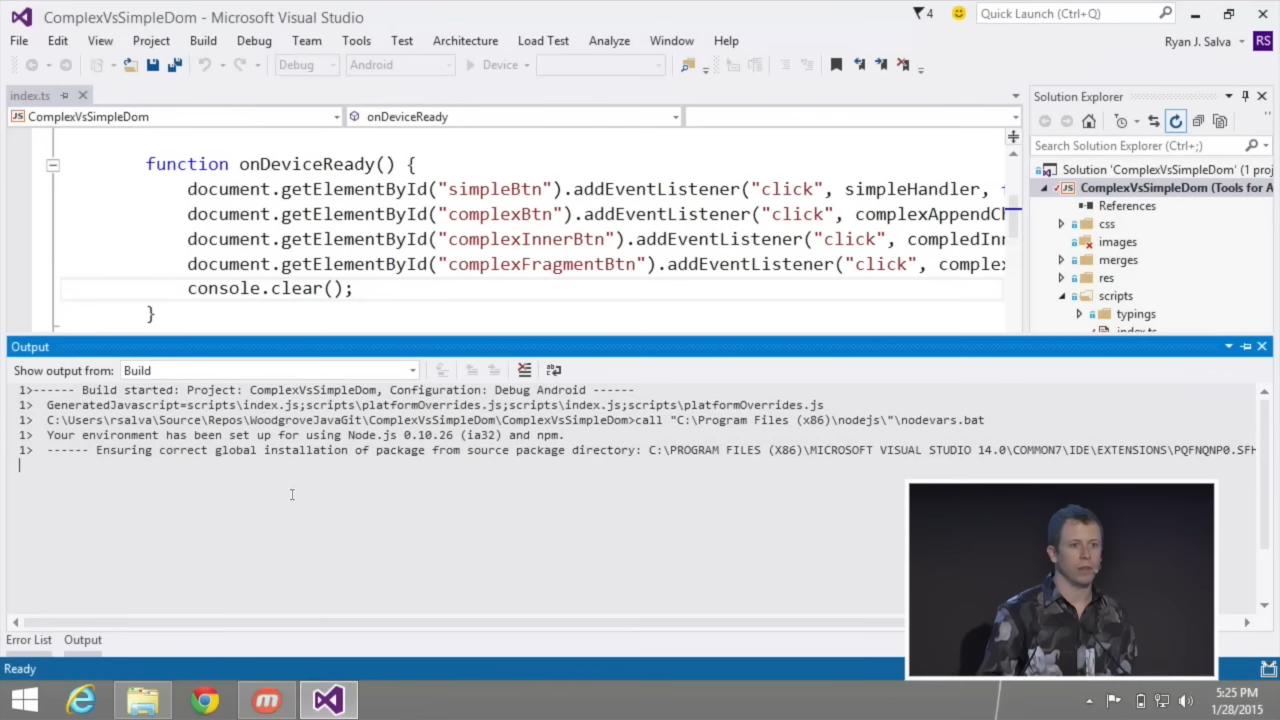 ComplexVsSimpleDom - Microsoft Visual Studio
4
Quick Launch (Ctrl+Q)
File Edit View Project Build Debug Team Tools Test Architecture Load Test Analyze Window Help
Ryan J. Salva
RS
Debug
Android
Device
index.ts
JS ComplexVsSimpleDom
onDeviceReady
function onDeviceReady() {
document.getElementById("simpleBtn").addEventListener("click", simpleHandler, f
document.getElementById("complexBtn").addEventListener("click", complexAppendCh
document.getElementById("complexInnerBtn").addEventListener("click", compledInn
document.getElementById("complexFragmentBtn").addEventListener("click", complex
console.clear();
}
Solution Explorer
Search Solution Explorer (Ctrl+;)
Solution 'ComplexVsSimpleDom' (1 proj
JS ComplexVsSimpleDom (Tools for A
References
css
images
merges
res
scripts
typings
index.ts
Output
Show output from: Build
1>------ Build started: Project: ComplexVsSimpleDom, Configuration: Debug Android ------
1> GeneratedJavascript=scripts\index.js;scripts\platformOverrides.js;scripts\index.js;scripts\platformOverrides.js
1> C:\Users\rsalva\Source\Repos\WoodgroveJavaGit\ComplexVsSimpleDom\ComplexVsSimpleDom>call "C:\Program Files (x86)\nodejs\"\nodevars.bat
1> Your environment has been set up for using Node.js 0.10.26 (ia32) and npm.
1> ------ Ensuring correct global installation of package from source package directory: C:\PROGRAM FILES (X86)\MICROSOFT VISUAL STUDIO 14.0\COMMON7\IDE\EXTENSIONS\PQFNQNP0.SFH
Error List Output
Ready
5:25 PM
1/28/2015